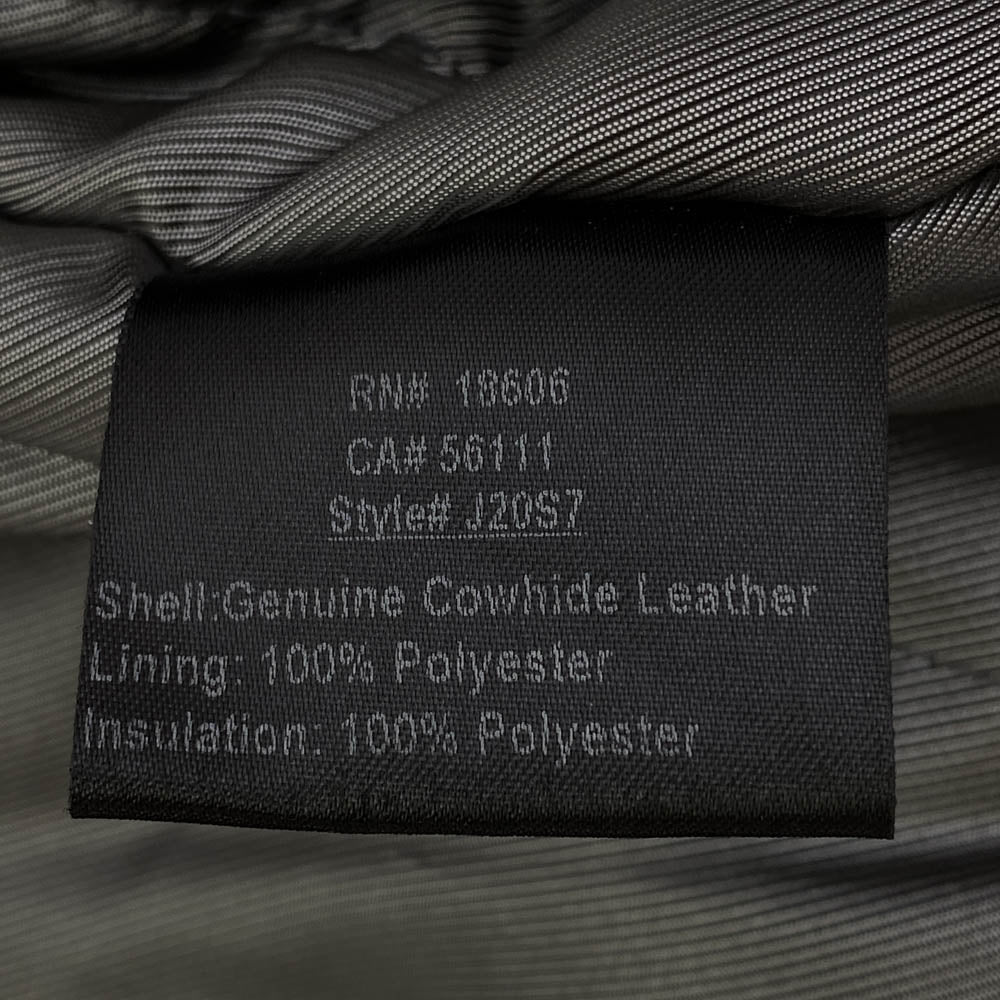 RN# 18606
CA# 56111
Style# J20S7
Shell:Genuine Cowhide Leather
Lining: 100% Polyester
Insulation: 100% Polyester